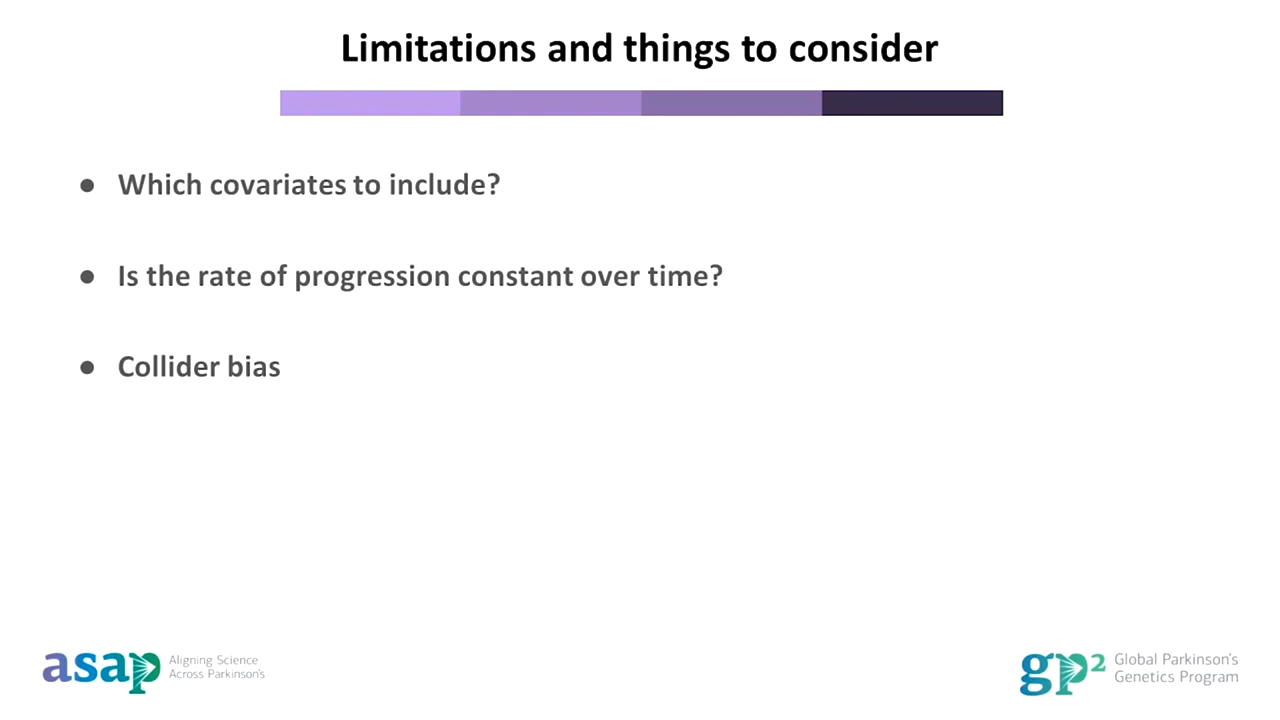 Limitations and things to consider
● Which covariates to include?
● Is the rate of progression constant over time?
● Collider bias
asap Aligning Science
Across Parkinson's
gp2 Global Parkinson's
Genetics Program